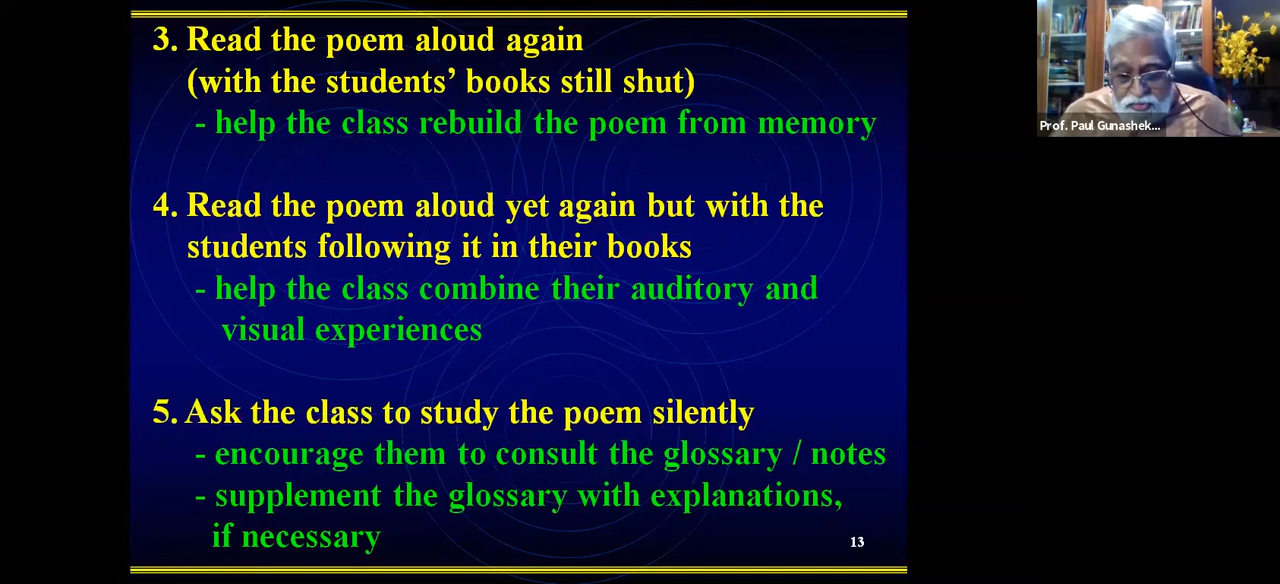 3. Read the poem aloud again
(with the students’ books still shut)
- help the class rebuild the poem from memory
4. Read the poem aloud yet again but with the
students following it in their books
- help the class combine their auditory and
visual experiences
5. Ask the class to study the poem silently
- encourage them to consult the glossary / notes
- supplement the glossary with explanations,
if necessary
13
Prof. Paul Gunashek...